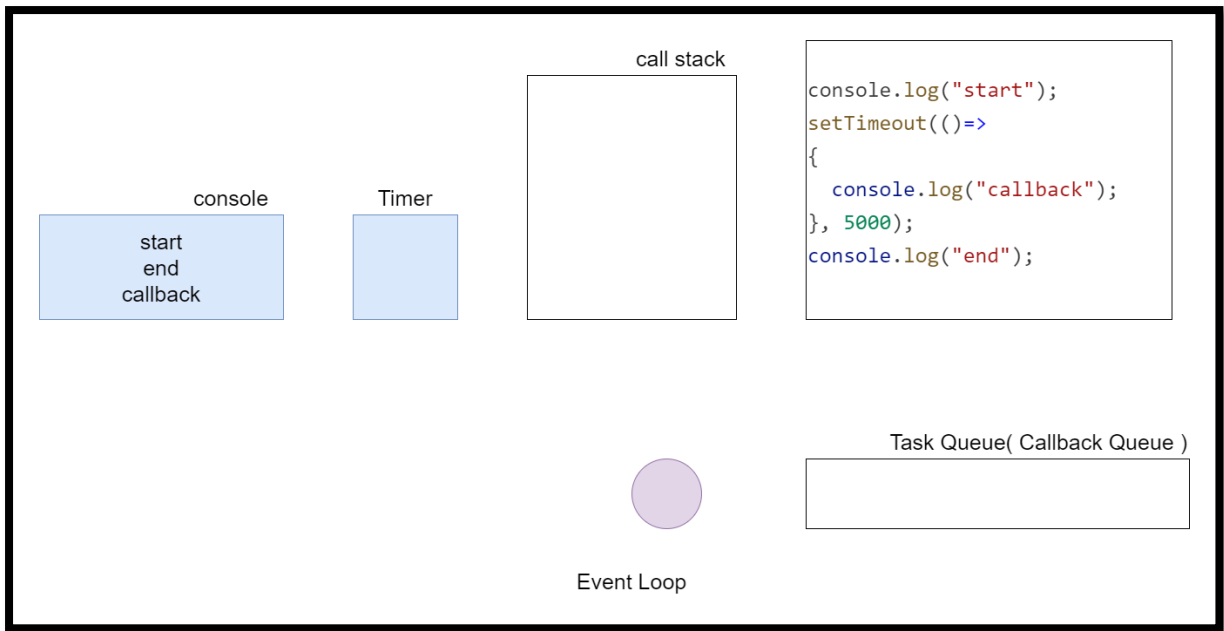 call stack
console.log("start");
setTimeout(()=>
{
  console.log("callback");
}, 5000);
console.log("end");
console
Timer
start
end
callback
Task Queue( Callback Queue )
Event Loop